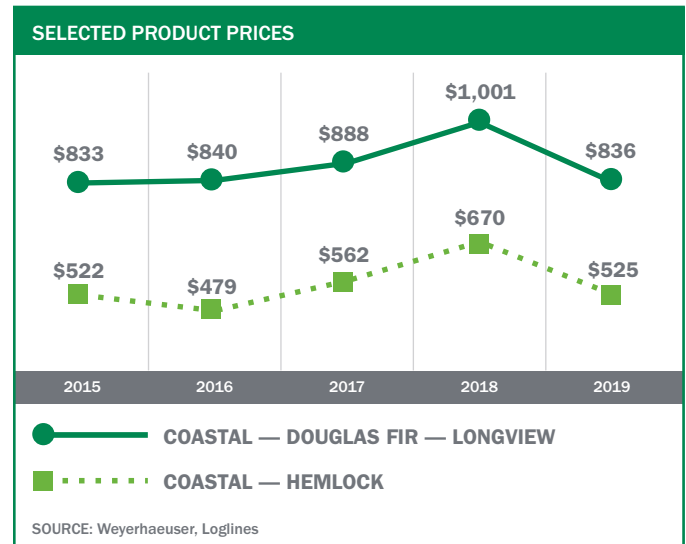 SELECTED PRODUCT PRICES
$833
$840
$888
$1,001
$836
$522
$479
$562
$670
$525
2015 2016 2017 2018 2019
COASTAL — DOUGLAS FIR — LONGVIEW
COASTAL — HEMLOCK
SOURCE: Weyerhaeuser, Loglines